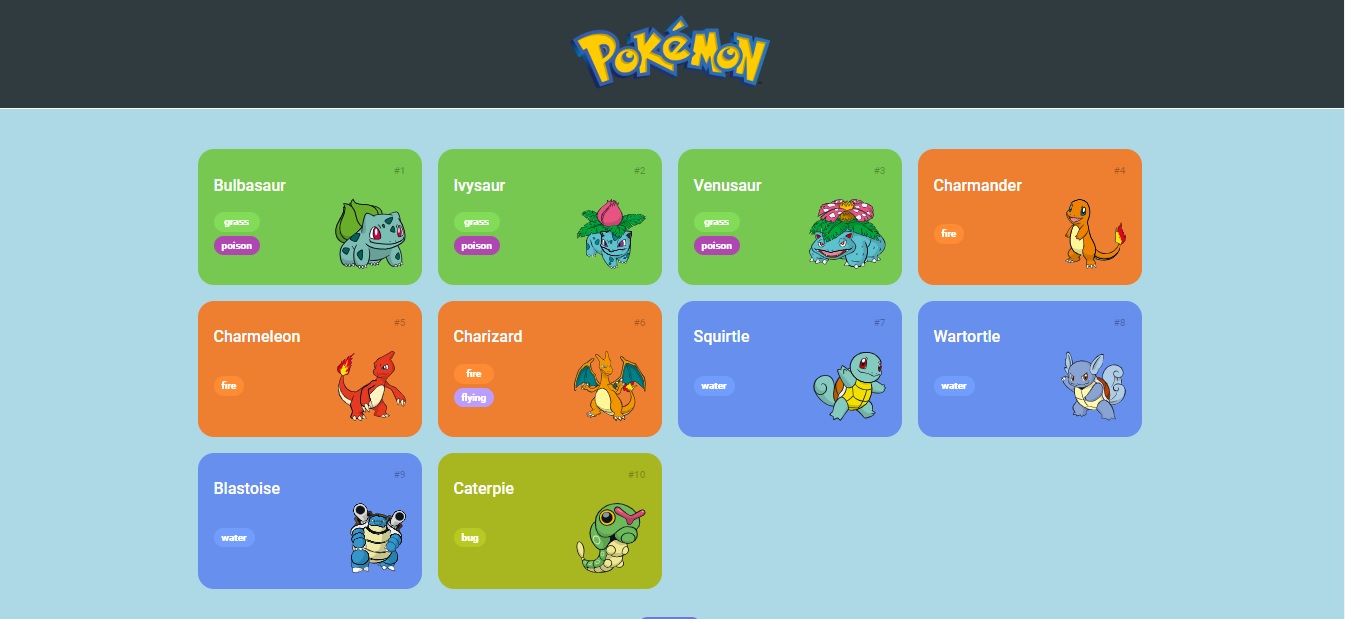 Pokémon
#1
Bulbasaur
grass
poison
#2
Ivysaur
grass
poison
#3
Venusaur
grass
poison
#4
Charmander
fire
#5
Charmeleon
fire
#6
Charizard
fire
flying
#7
Squirtle
water
#8
Wartortle
water
#9
Blastoise
water
#10
Caterpie
bug